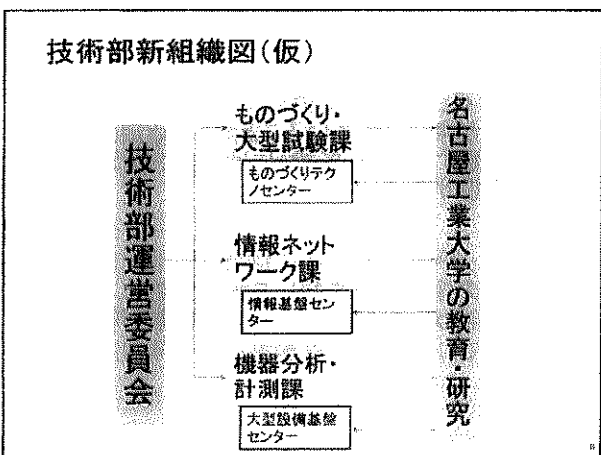 技術部新組織図(仮)
技術部運営委員会
ものづくり・
大型試験課
ものづくりテク
ノセンター
情報ネット
ワーク課
情報基盤セン
ター
機器分析・
計測課
大型設備基盤
センター
名古屋工業大学の教育・研究